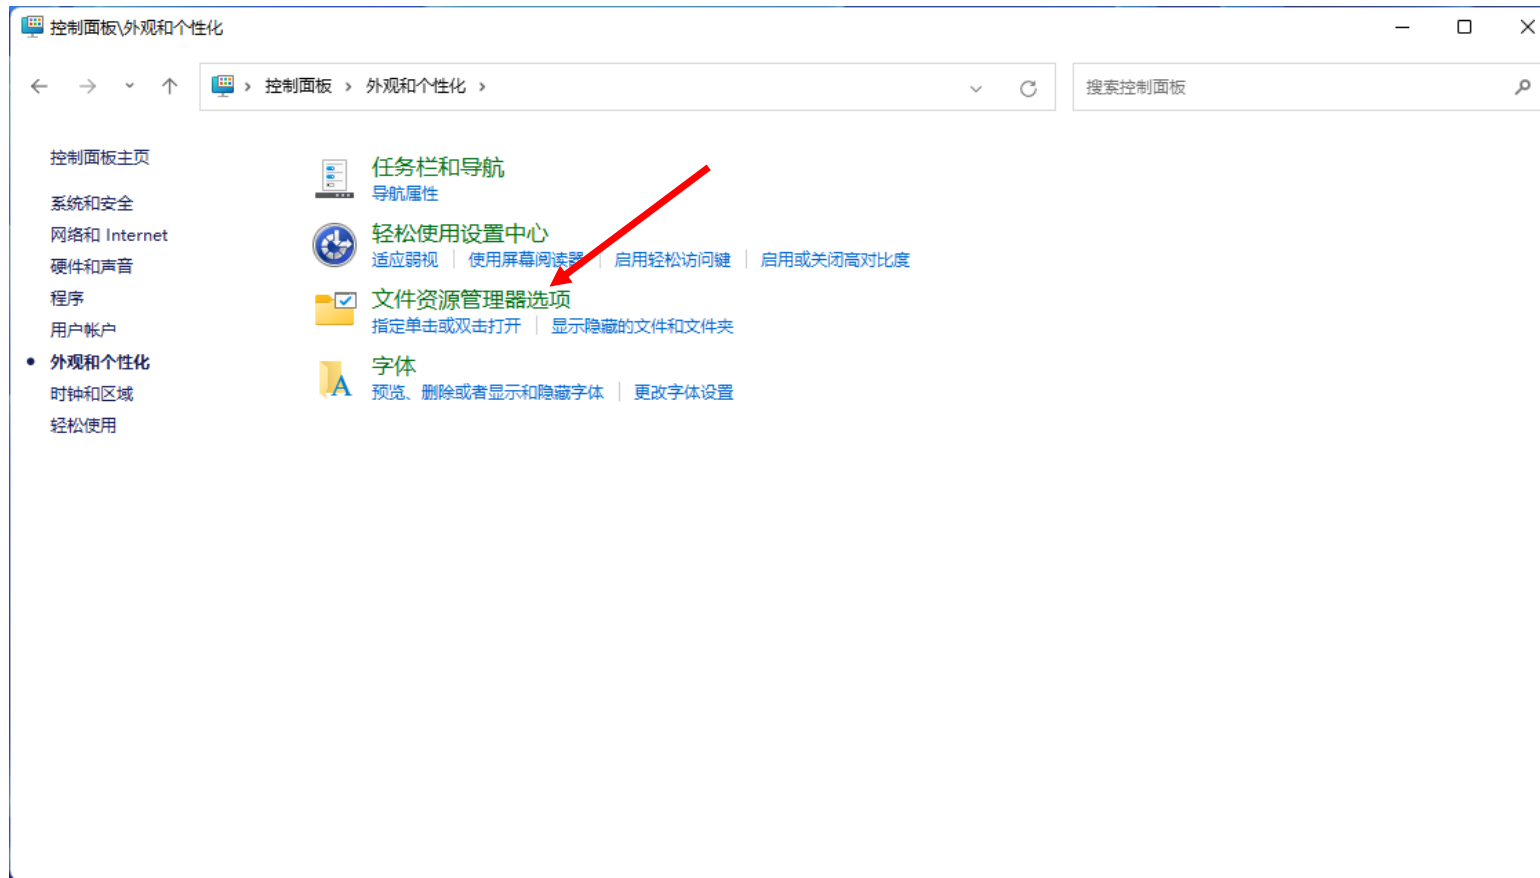 控制面板\外观和个性化
控制面板 › 外观和个性化 ›
搜索控制面板
控制面板主页
系统和安全
网络和 Internet
硬件和声音
程序
用户帐户
外观和个性化
时钟和区域
轻松使用
任务栏和导航
导航属性
轻松使用设置中心
适应弱视 使用屏幕阅读器 启用轻松访问键 启用或关闭高对比度
文件资源管理器选项
指定单击或双击打开 显示隐藏的文件和文件夹
字体
预览、删除或者显示和隐藏字体 更改字体设置